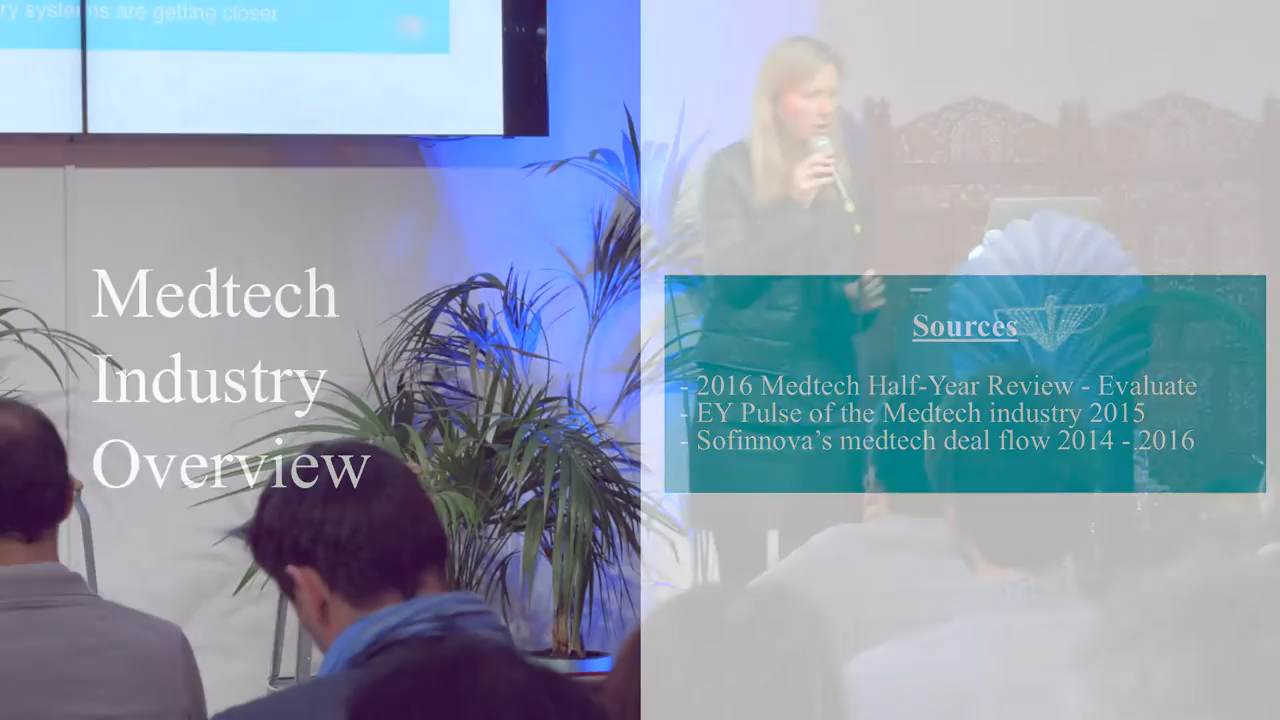 systems are getting closer
Medtech
Industry
Overview
Sources
- 2016 Medtech Half-Year Review - Evaluate
- EY Pulse of the Medtech industry 2015
- Sofinnova’s medtech deal flow 2014 - 2016